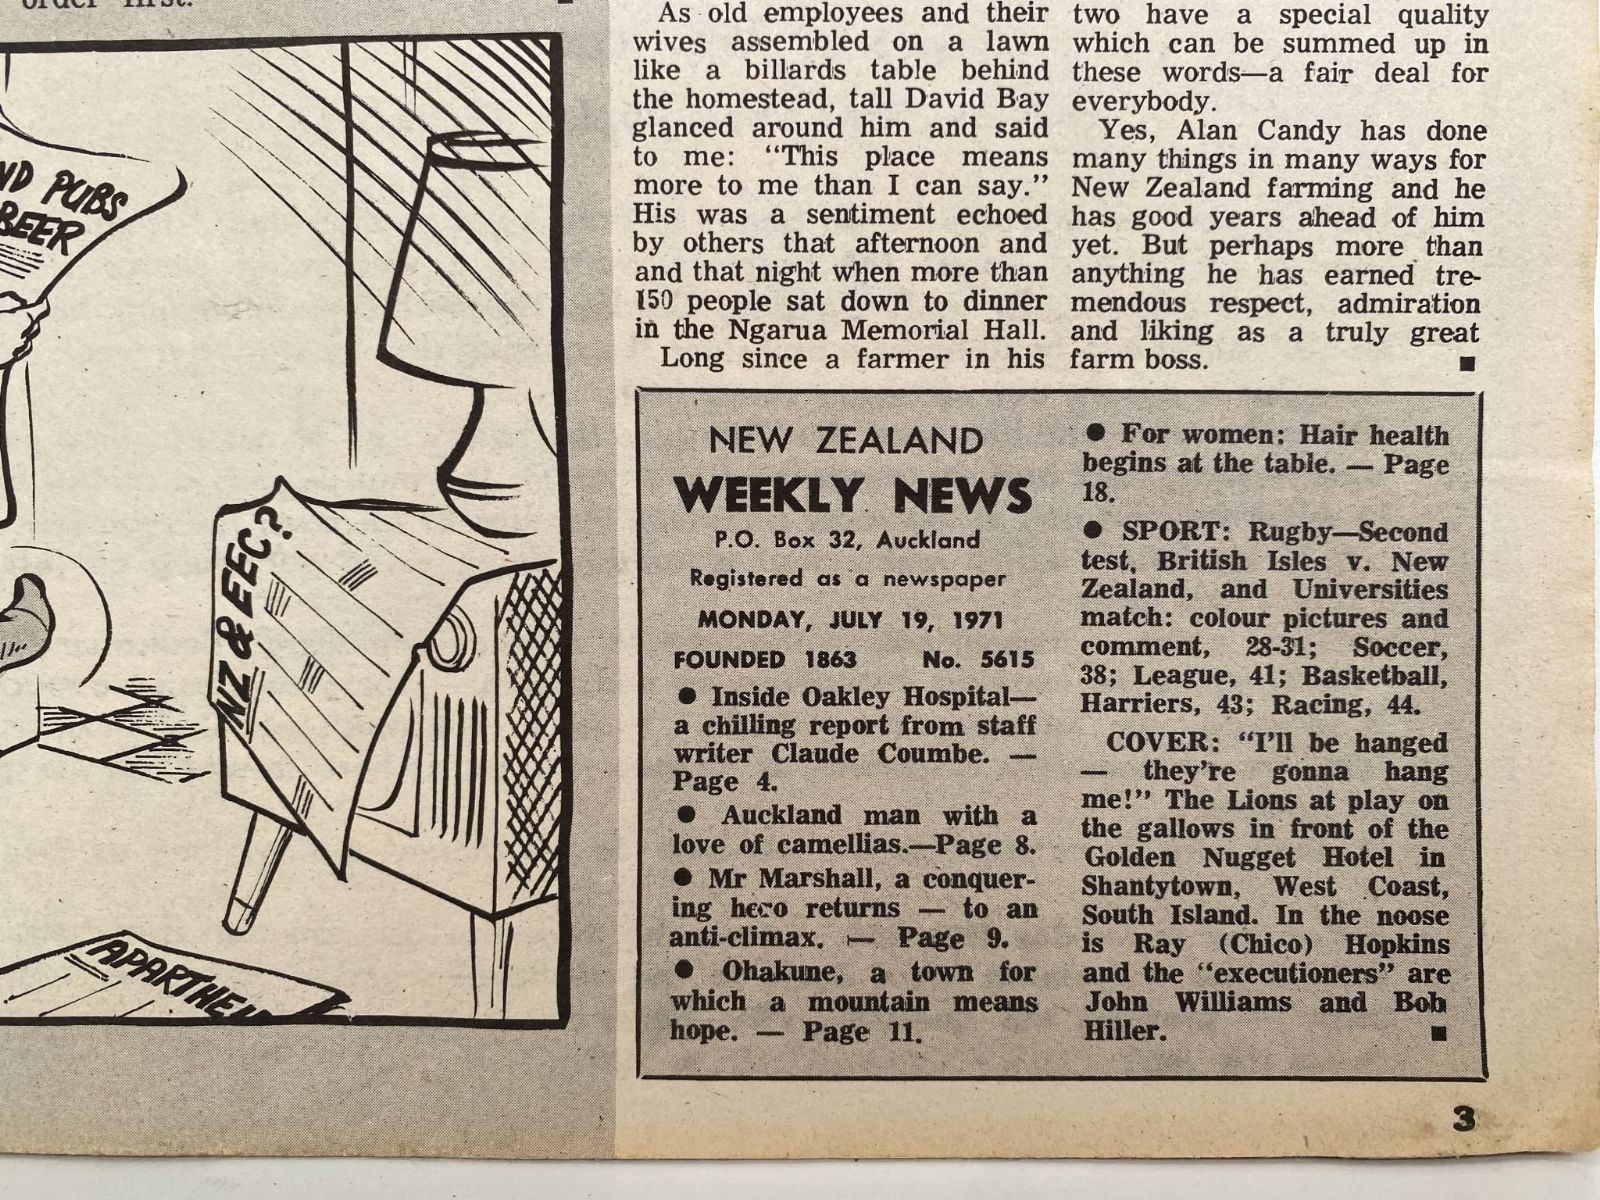 order first.
ND PUBS
BEER
NZ & EEC?
APARTHEI
As old employees and their
wives assembled on a lawn
like a billards table behind
the homestead, tall David Bay
glanced around him and said
to me: “This place means
more to me than I can say.”
His was a sentiment echoed
by others that afternoon and
and that night when more than
150 people sat down to dinner
in the Ngarua Memorial Hall.
Long since a farmer in his
two have a special quality
which can be summed up in
these words—a fair deal for
everybody.
Yes, Alan Candy has done
many things in many ways for
New Zealand farming and he
has good years ahead of him
yet. But perhaps more than
anything he has earned tre-
mendous respect, admiration
and liking as a truly great
farm boss. ■
NEW ZEALAND
WEEKLY NEWS
P.O. Box 32, Auckland
Registered as a newspaper
MONDAY, JULY 19, 1971
FOUNDED 1863 No. 5615
● Inside Oakley Hospital—
a chilling report from staff
writer Claude Coumbe. —
Page 4.
● Auckland man with a
love of camellias.—Page 8.
● Mr Marshall, a conquer-
ing hero returns — to an
anti-climax. — Page 9.
● Ohakune, a town for
which a mountain means
hope. — Page 11.
● For women: Hair health
begins at the table. — Page
18.
● SPORT: Rugby—Second
test, British Isles v. New
Zealand, and Universities
match: colour pictures and
comment, 28-31; Soccer,
38; League, 41; Basketball,
Harriers, 43; Racing, 44.
COVER: “I’ll be hanged
— they’re gonna hang
me!” The Lions at play on
the gallows in front of the
Golden Nugget Hotel in
Shantytown, West Coast,
South Island. In the noose
is Ray (Chico) Hopkins
and the “executioners” are
John Williams and Bob
Hiller. ■
3